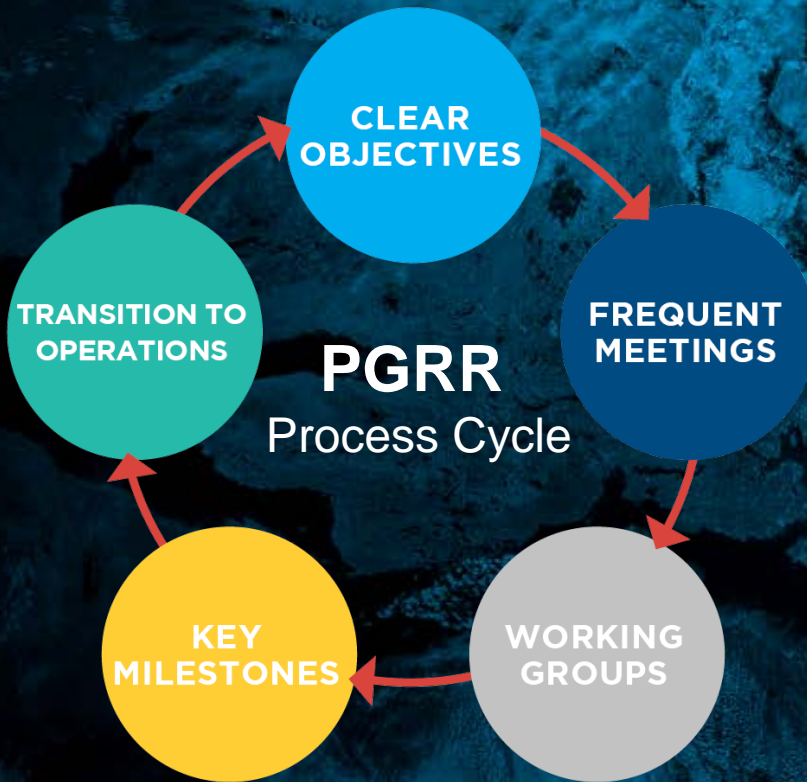 CLEAR
OBJECTIVES
FREQUENT
MEETINGS
WORKING
GROUPS
KEY
MILESTONES
TRANSITION TO
OPERATIONS
PGRR
Process Cycle